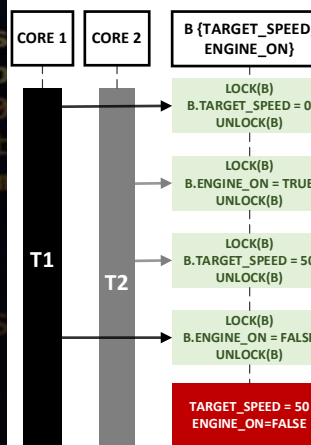 CORE 1
CORE 2
B {TARGET_SPEED
ENGINE_ON}
LOCK(B)
B.TARGET_SPEED = 0
UNLOCK(B)
LOCK(B)
B.ENGINE_ON = TRUE
UNLOCK(B)
T1
T2
LOCK(B)
B.TARGET_SPEED = 50
UNLOCK(B)
LOCK(B)
B.ENGINE_ON = FALSE
UNLOCK(B)
TARGET_SPEED = 50
ENGINE_ON=FALSE